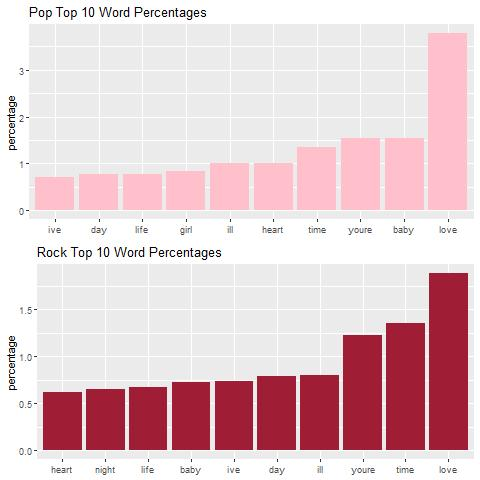 Pop Top 10 Word Percentages
percentage
3
2
1
0
ive day life girl ill heart time youre baby love
Rock Top 10 Word Percentages
percentage
1.5
1.0
0.5
0.0
heart night life baby ive day ill youre time love